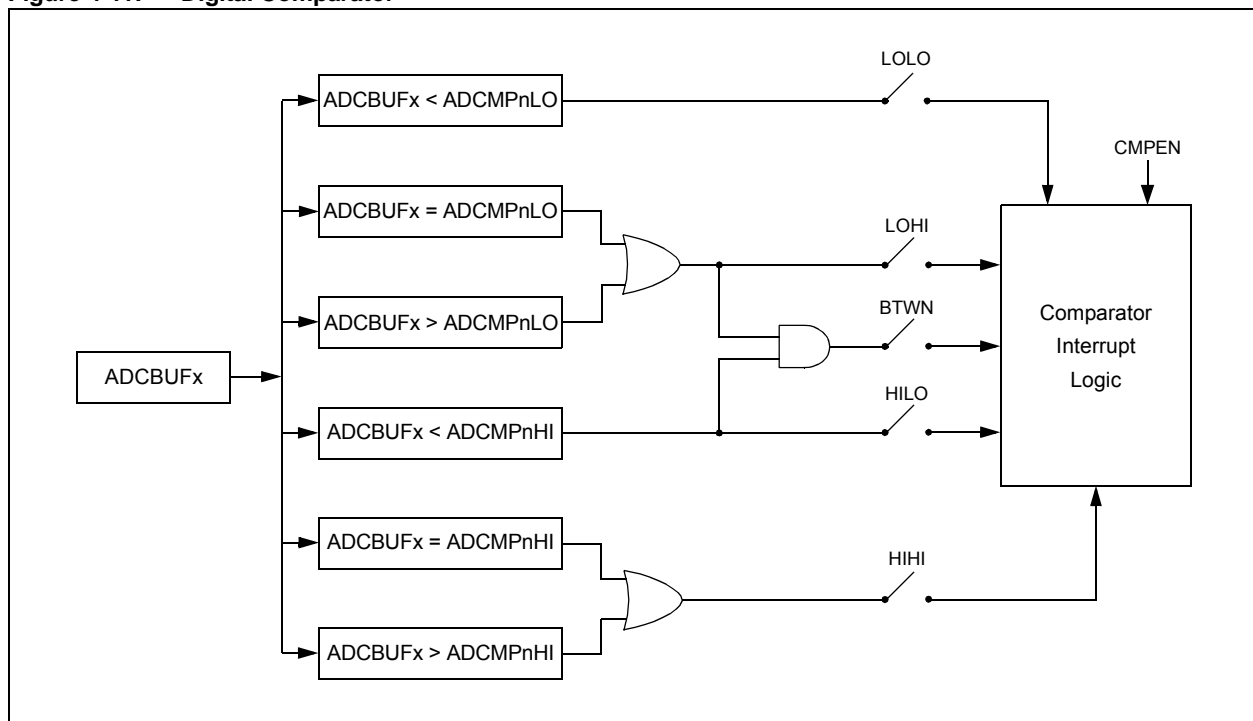 LOLO
ADCBUFx < ADCMPnLO
CMPEN
ADCBUFx = ADCMPnLO
LOHI
BTWN
ADCBUFx > ADCMPnLO
Comparator
Interrupt
Logic
ADCBUFx
HILO
ADCBUFx < ADCMPnHI
ADCBUFx = ADCMPnHI
HIHI
ADCBUFx > ADCMPnHI